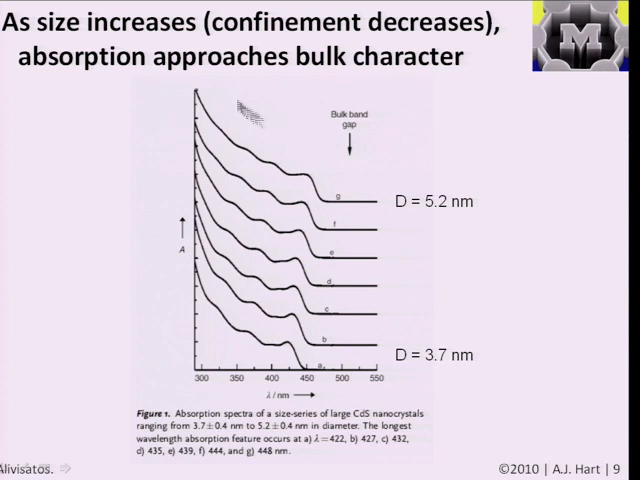 As size increases (confinement decreases),
absorption approaches bulk character
M
Bulk band
gap
g
D = 5.2 nm
f
A
e
d
c
b
D = 3.7 nm
a
300 350 400 450 500 550
λ / nm
Figure 1. Absorption spectra of a size-series of large CdS nanocrystals
ranging from 3.7±0.4 nm to 5.2±0.4 nm in diameter. The longest
wavelength absorption feature occurs at a) λ=422, b) 427, c) 432,
d) 435, e) 439, f) 444, and g) 448 nm.
Alivisatos.
©2010 | A.J. Hart | 9